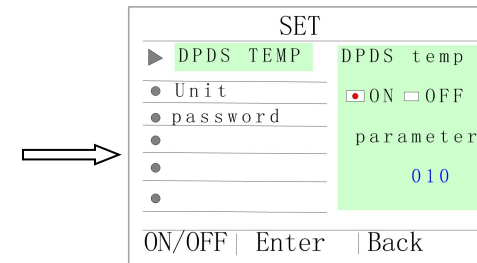 SET
DPDS TEMP
Unit
password
DPDS temp
ON OFF
parameter
010
ON/OFF | Enter | Back